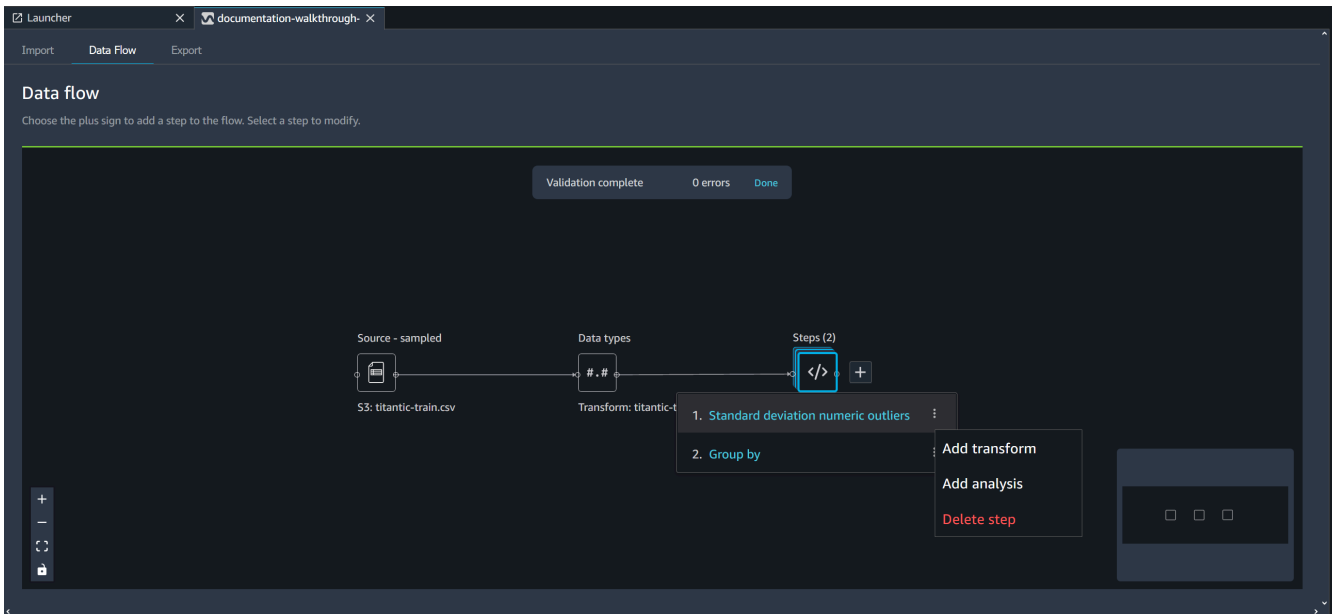 Launcher
documentation-walkthrough-
Import Data Flow Export
Data flow
Choose the plus sign to add a step to the flow. Select a step to modify.
Validation complete 0 errors Done
Source - sampled Data types Steps (2)
#.# </>
S3: titantic-train.csv Transform: titantic-t
1. Standard deviation numeric outliers
2. Group by
Add transform
Add analysis
Delete step